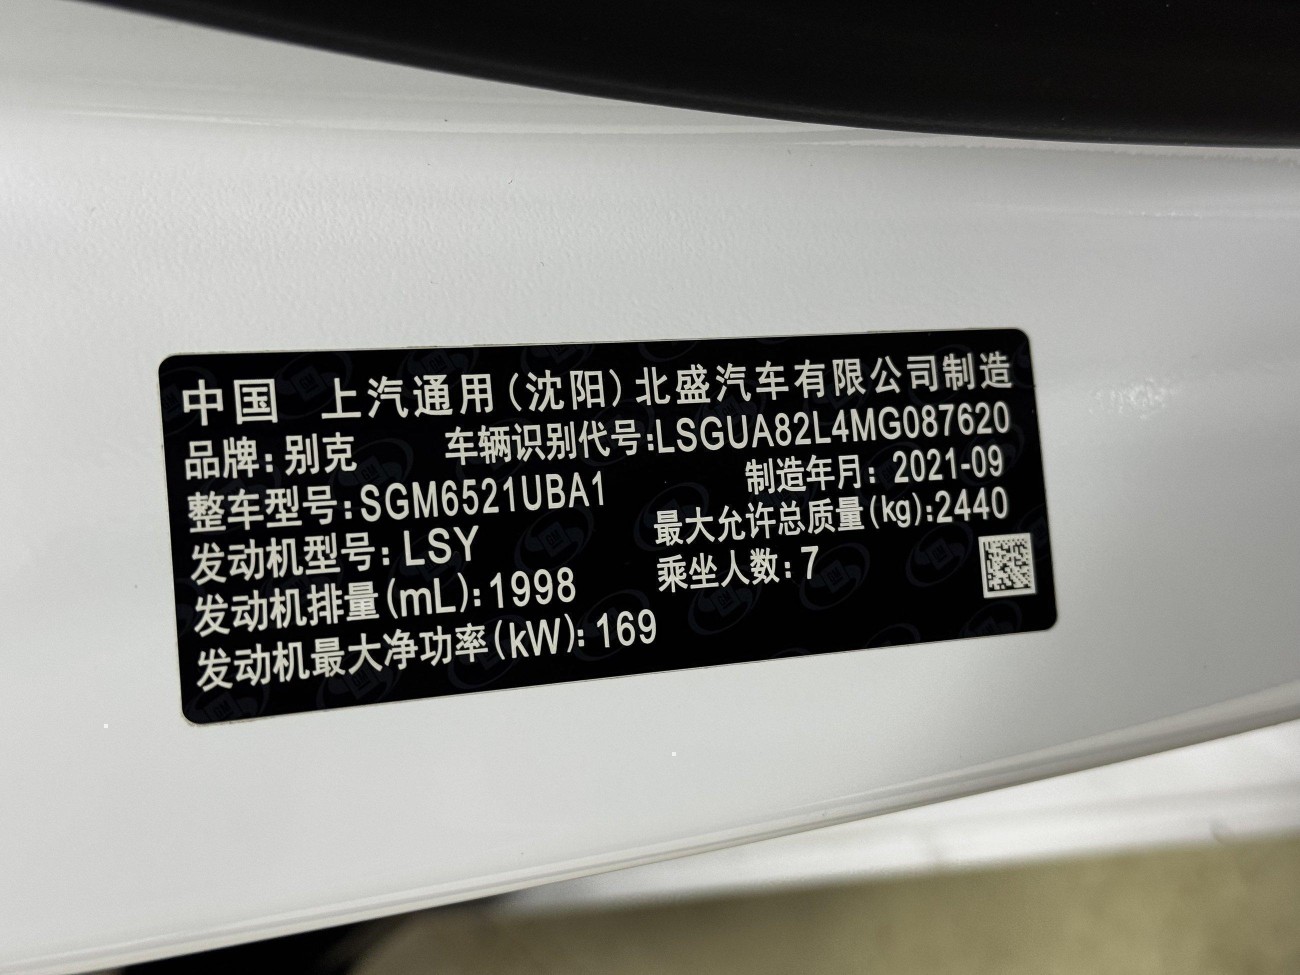 中国 上汽通用(沈阳)北盛汽车有限公司制造
品牌:别克 车辆识别代号:LSGUA82L4MG087620
整车型号:SGM6521UBA1 制造年月: 2021-09
发动机型号: LSY 最大允许总质量(kg):2440
发动机排量(mL):1998 乘坐人数:7
发动机最大净功率(kW): 169